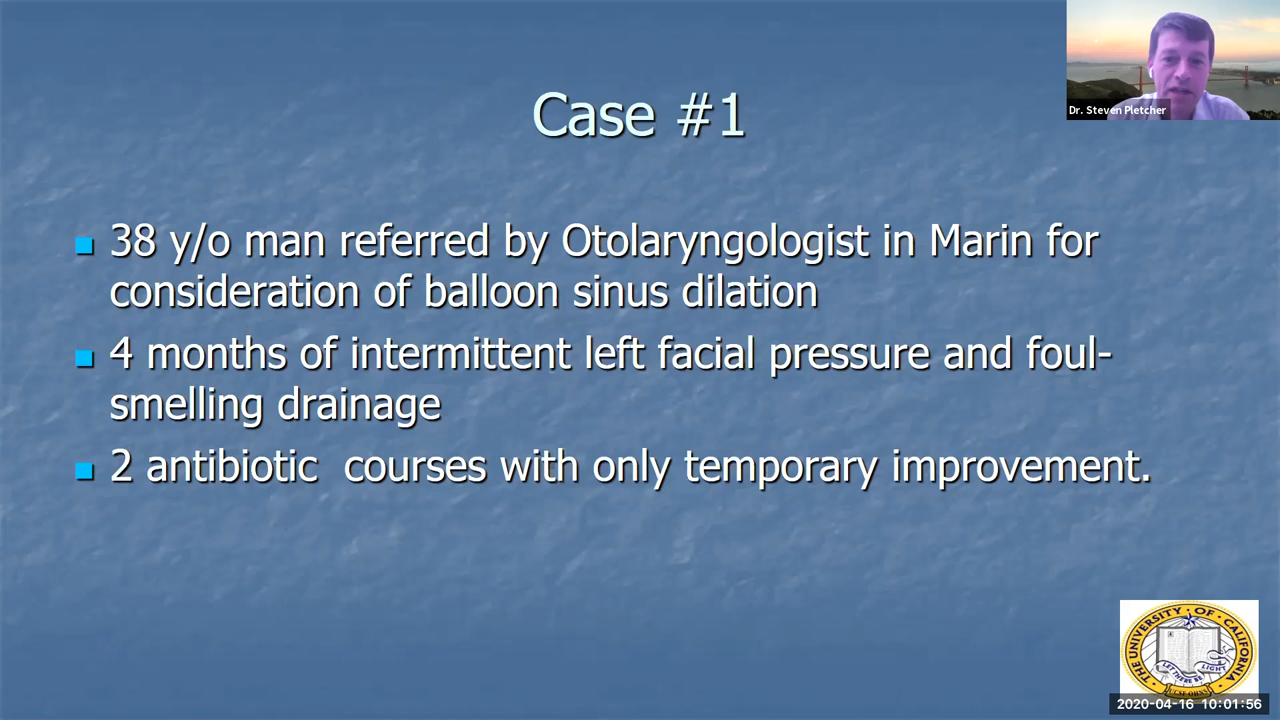 Case #1
Dr. Steven Pletcher
38 y/o man referred by Otolaryngologist in Marin for
consideration of balloon sinus dilation
4 months of intermittent left facial pressure and foul-
smelling drainage
2 antibiotic  courses with only temporary improvement.
THE UNIVERSITY · OF · CALIFORNIA
LET THERE BE LIGHT
UCSF OHNS
2020-04-16 10:01:56